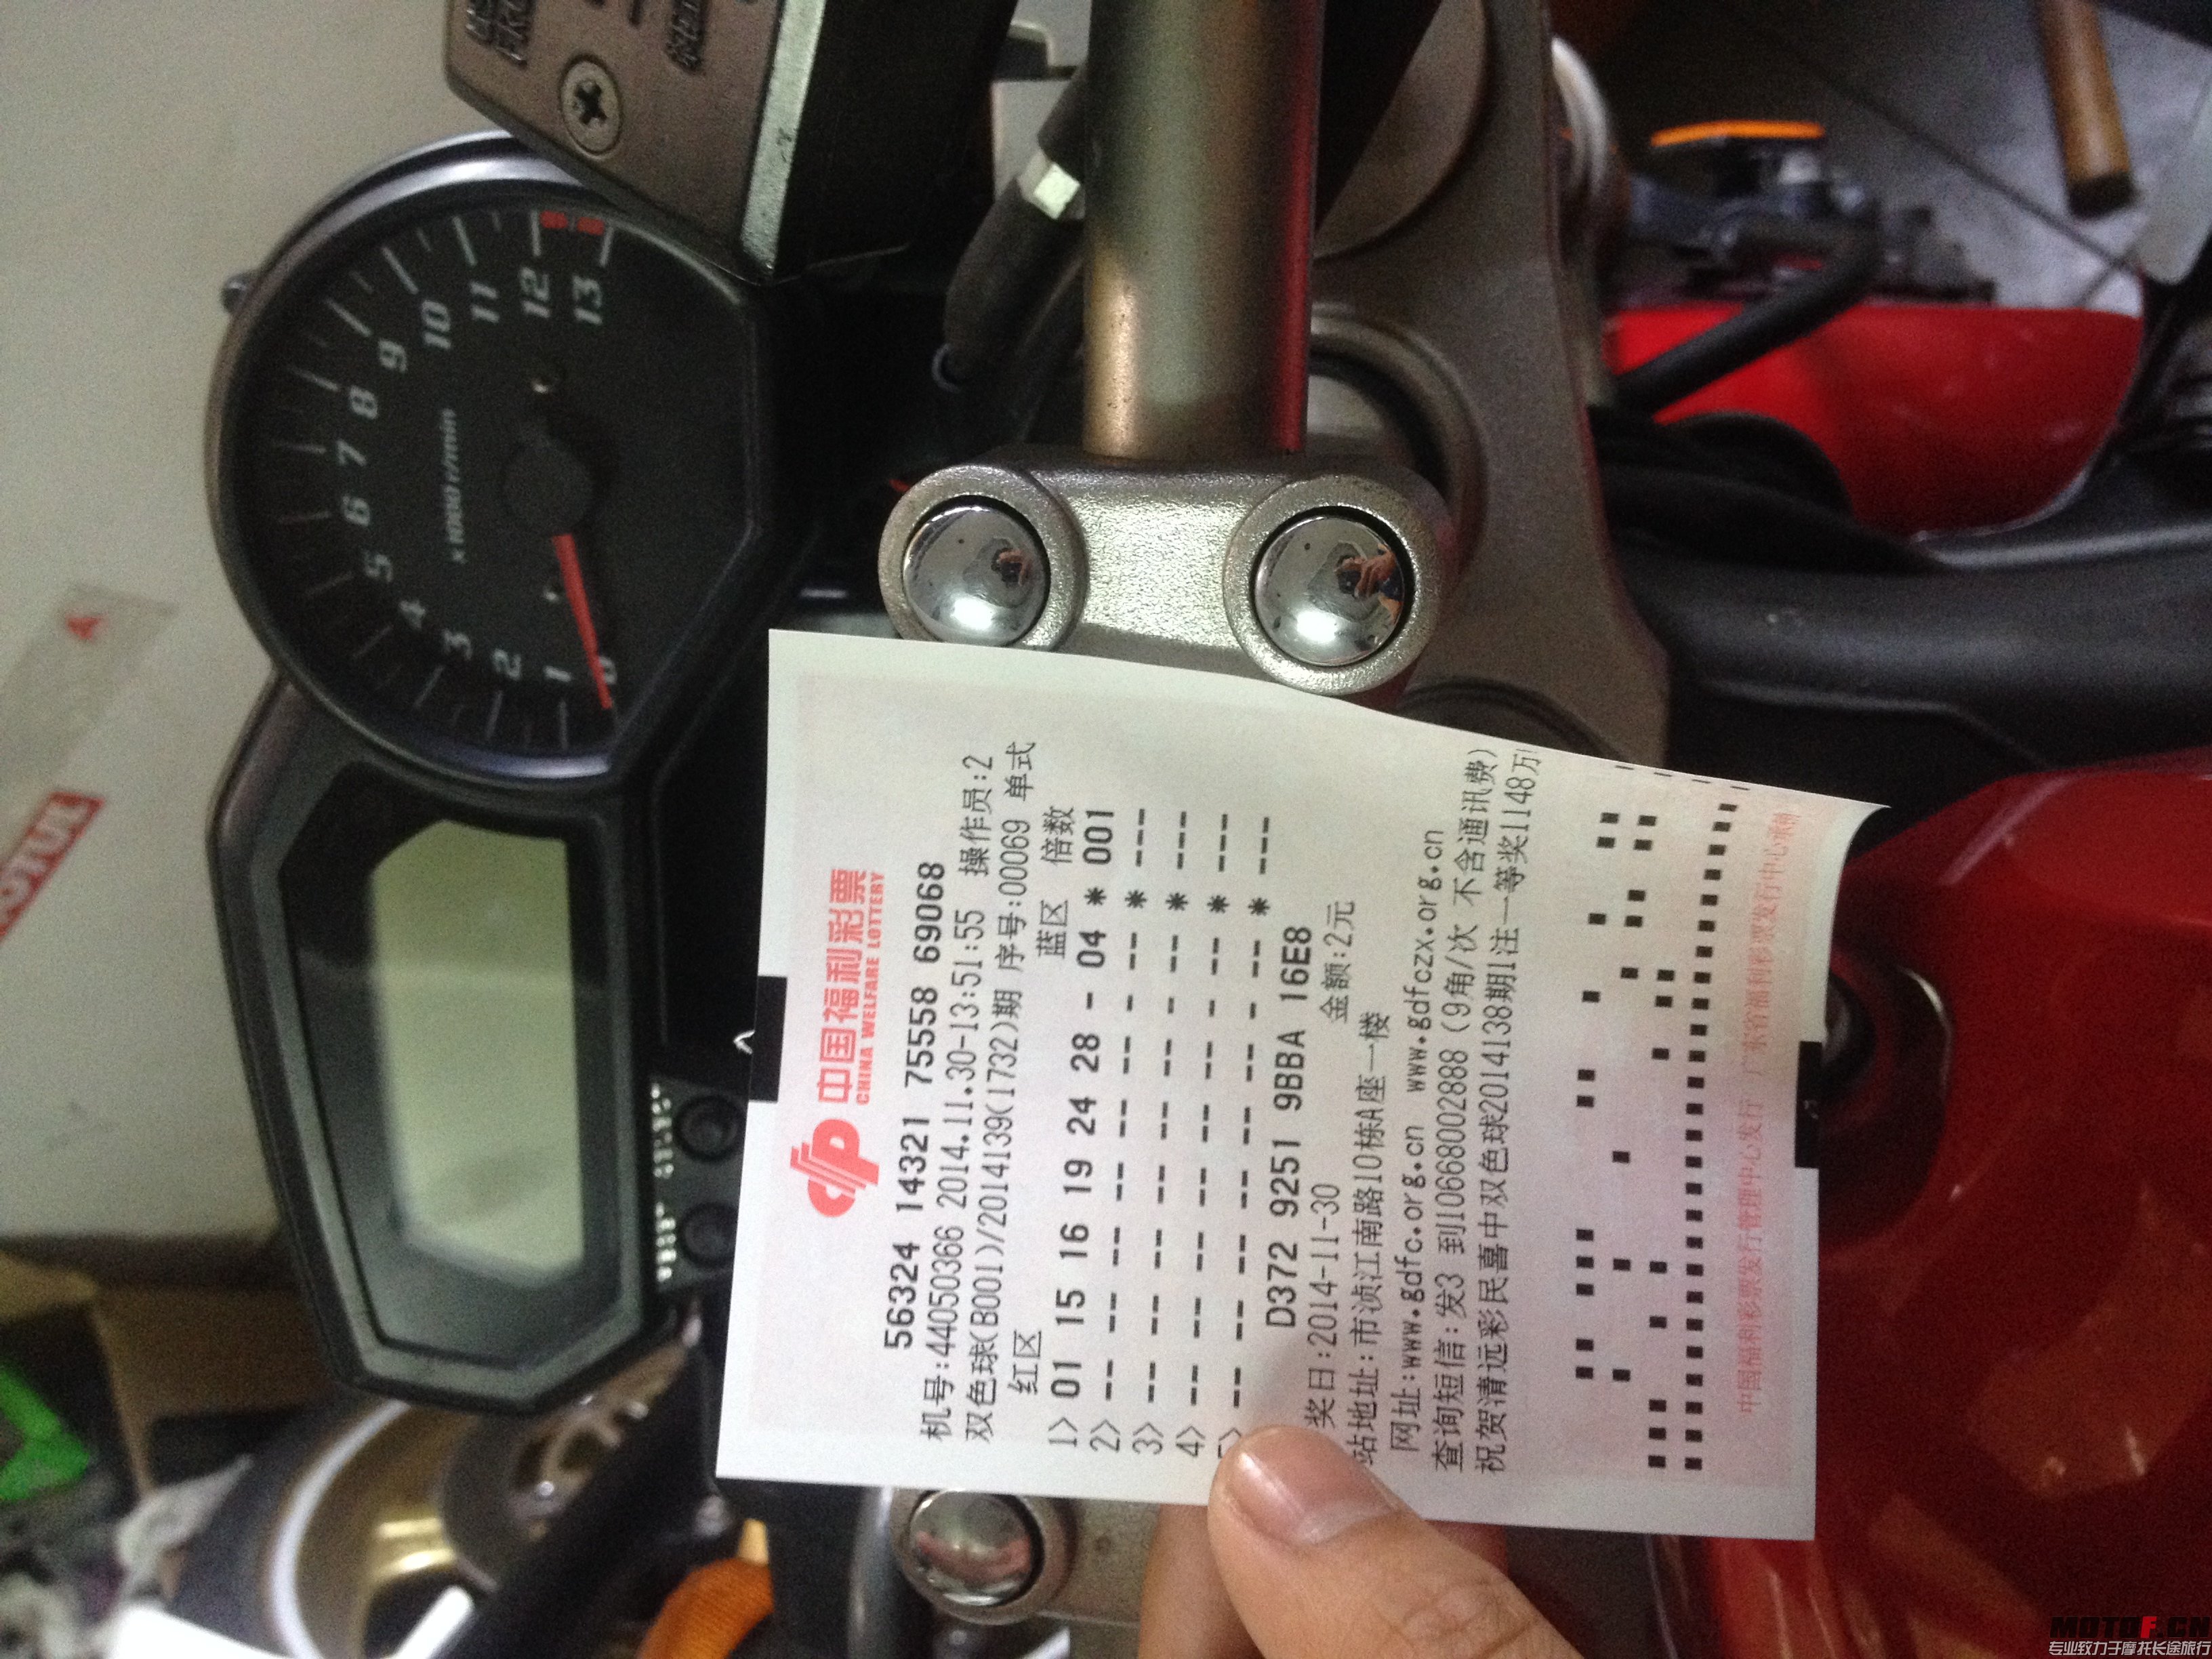 中国福利彩票
CHINA WELFARE LOTTERY
56324 14321 75558 69068
机号:44050366 2014.11.30-13:51:55 操作员:2
双色球(B001)/2014139(1732)期 序号:00069 单式
红区 蓝区 倍数
1> 01 15 16 19 24 28 - 04 * 001
2> -- -- -- -- -- -- - -- * ---
3> -- -- -- -- -- -- - -- * ---
4> -- -- -- -- -- -- - -- * ---
5> -- -- -- -- -- -- - -- * ---
D372 9251 9BBA 16E8
奖日:2014-11-30 金额:2元
站地址:市浈江南路10栋A座一楼
网址:www.gdfc.org.cn www.gdfczx.org.cn
查询短信:发3 到10668002888 (9角/次 不含通讯费)
祝贺清远彩民喜中双色球2014138期1注一等奖1148万!
中国福利彩票发行管理中心发行 广东省福利彩票发行中心承销
0
1
2
3
4
5
6
7
8
9
10
11
12
13
x1000 r/min
MOTUL
MOTOF.CN
专业致力于摩托长途旅行